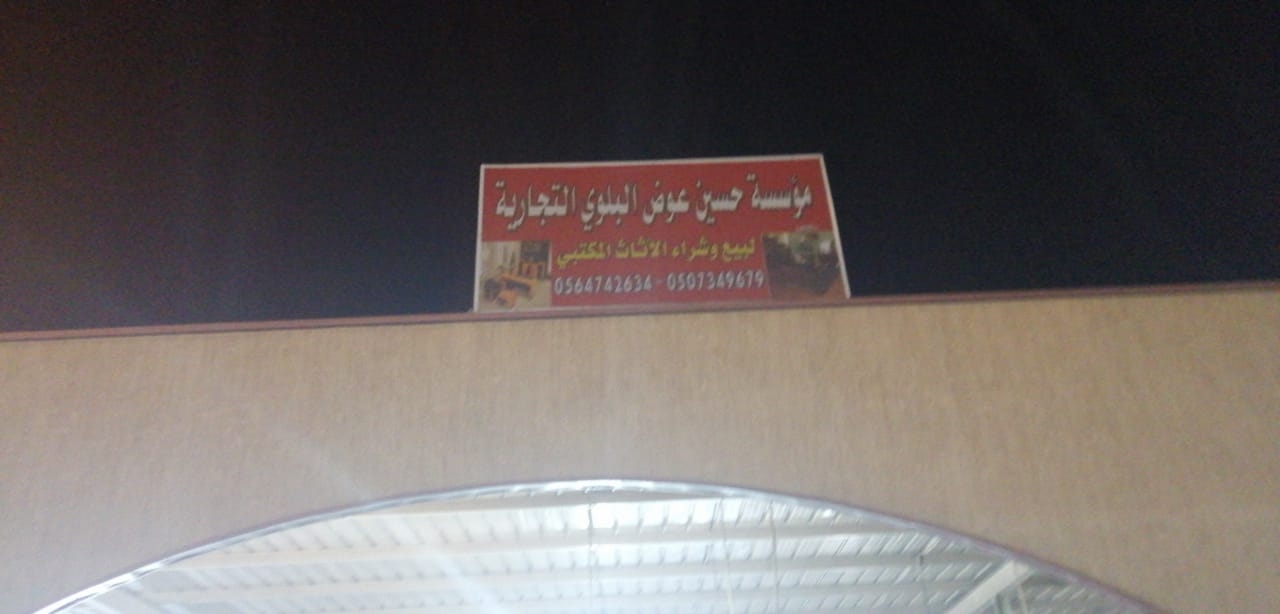 مؤسسة حسين عوض البلوي التجارية
لبيع وشراء الاثاث المكتبي
0564742634 - 0507349679